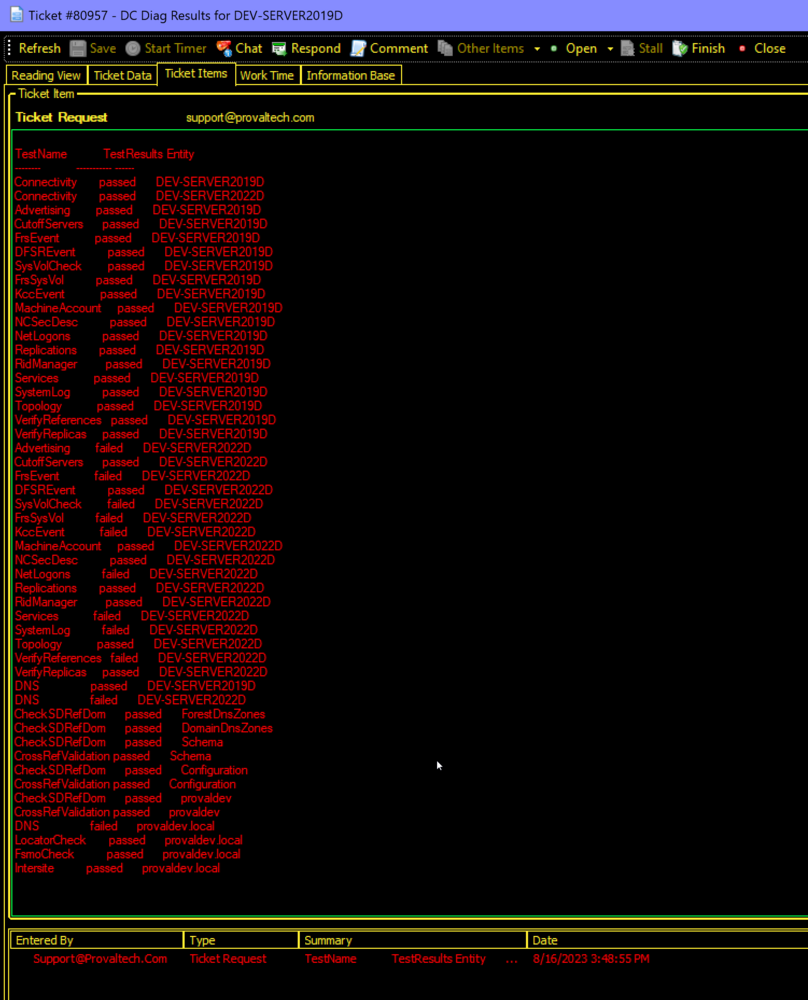 Ticket #80957 - DC Diag Results for DEV-SERVER2019D
Refresh Save Start Timer Chat Respond Comment Other Items Open Stall Finish Close
Reading View Ticket Data Ticket Items Work Time Information Base
Ticket Item
Ticket Request support@provaltech.com
TestName TestResults Entity
-------- ----------- ------
Connectivity passed DEV-SERVER2019D
Connectivity passed DEV-SERVER2022D
Advertising passed DEV-SERVER2019D
CutoffServers passed DEV-SERVER2019D
FrsEvent passed DEV-SERVER2019D
DFSREvent passed DEV-SERVER2019D
SysVolCheck passed DEV-SERVER2019D
FrsSysVol passed DEV-SERVER2019D
KccEvent passed DEV-SERVER2019D
MachineAccount passed DEV-SERVER2019D
NCSecDesc passed DEV-SERVER2019D
NetLogons passed DEV-SERVER2019D
Replications passed DEV-SERVER2019D
RidManager passed DEV-SERVER2019D
Services passed DEV-SERVER2019D
SystemLog passed DEV-SERVER2019D
Topology passed DEV-SERVER2019D
VerifyReferences passed DEV-SERVER2019D
VerifyReplicas passed DEV-SERVER2019D
Advertising failed DEV-SERVER2022D
CutoffServers passed DEV-SERVER2022D
FrsEvent failed DEV-SERVER2022D
DFSREvent passed DEV-SERVER2022D
SysVolCheck failed DEV-SERVER2022D
FrsSysVol failed DEV-SERVER2022D
KccEvent failed DEV-SERVER2022D
MachineAccount passed DEV-SERVER2022D
NCSecDesc passed DEV-SERVER2022D
NetLogons failed DEV-SERVER2022D
Replications passed DEV-SERVER2022D
RidManager passed DEV-SERVER2022D
Services failed DEV-SERVER2022D
SystemLog failed DEV-SERVER2022D
Topology passed DEV-SERVER2022D
VerifyReferences failed DEV-SERVER2022D
VerifyReplicas passed DEV-SERVER2022D
DNS passed DEV-SERVER2019D
DNS failed DEV-SERVER2022D
CheckSDRefDom passed ForestDnsZones
CheckSDRefDom passed DomainDnsZones
CheckSDRefDom passed Schema
CrossRefValidation passed Schema
CheckSDRefDom passed Configuration
CrossRefValidation passed Configuration
CheckSDRefDom passed provaldev
CrossRefValidation passed provaldev
DNS failed provaldev.local
LocatorCheck passed provaldev.local
FsmoCheck passed provaldev.local
Intersite passed provaldev.local
Entered By Type Summary Date
Support@Provaltech.Com Ticket Request TestName TestResults Entity ... 8/16/2023 3:48:55 PM